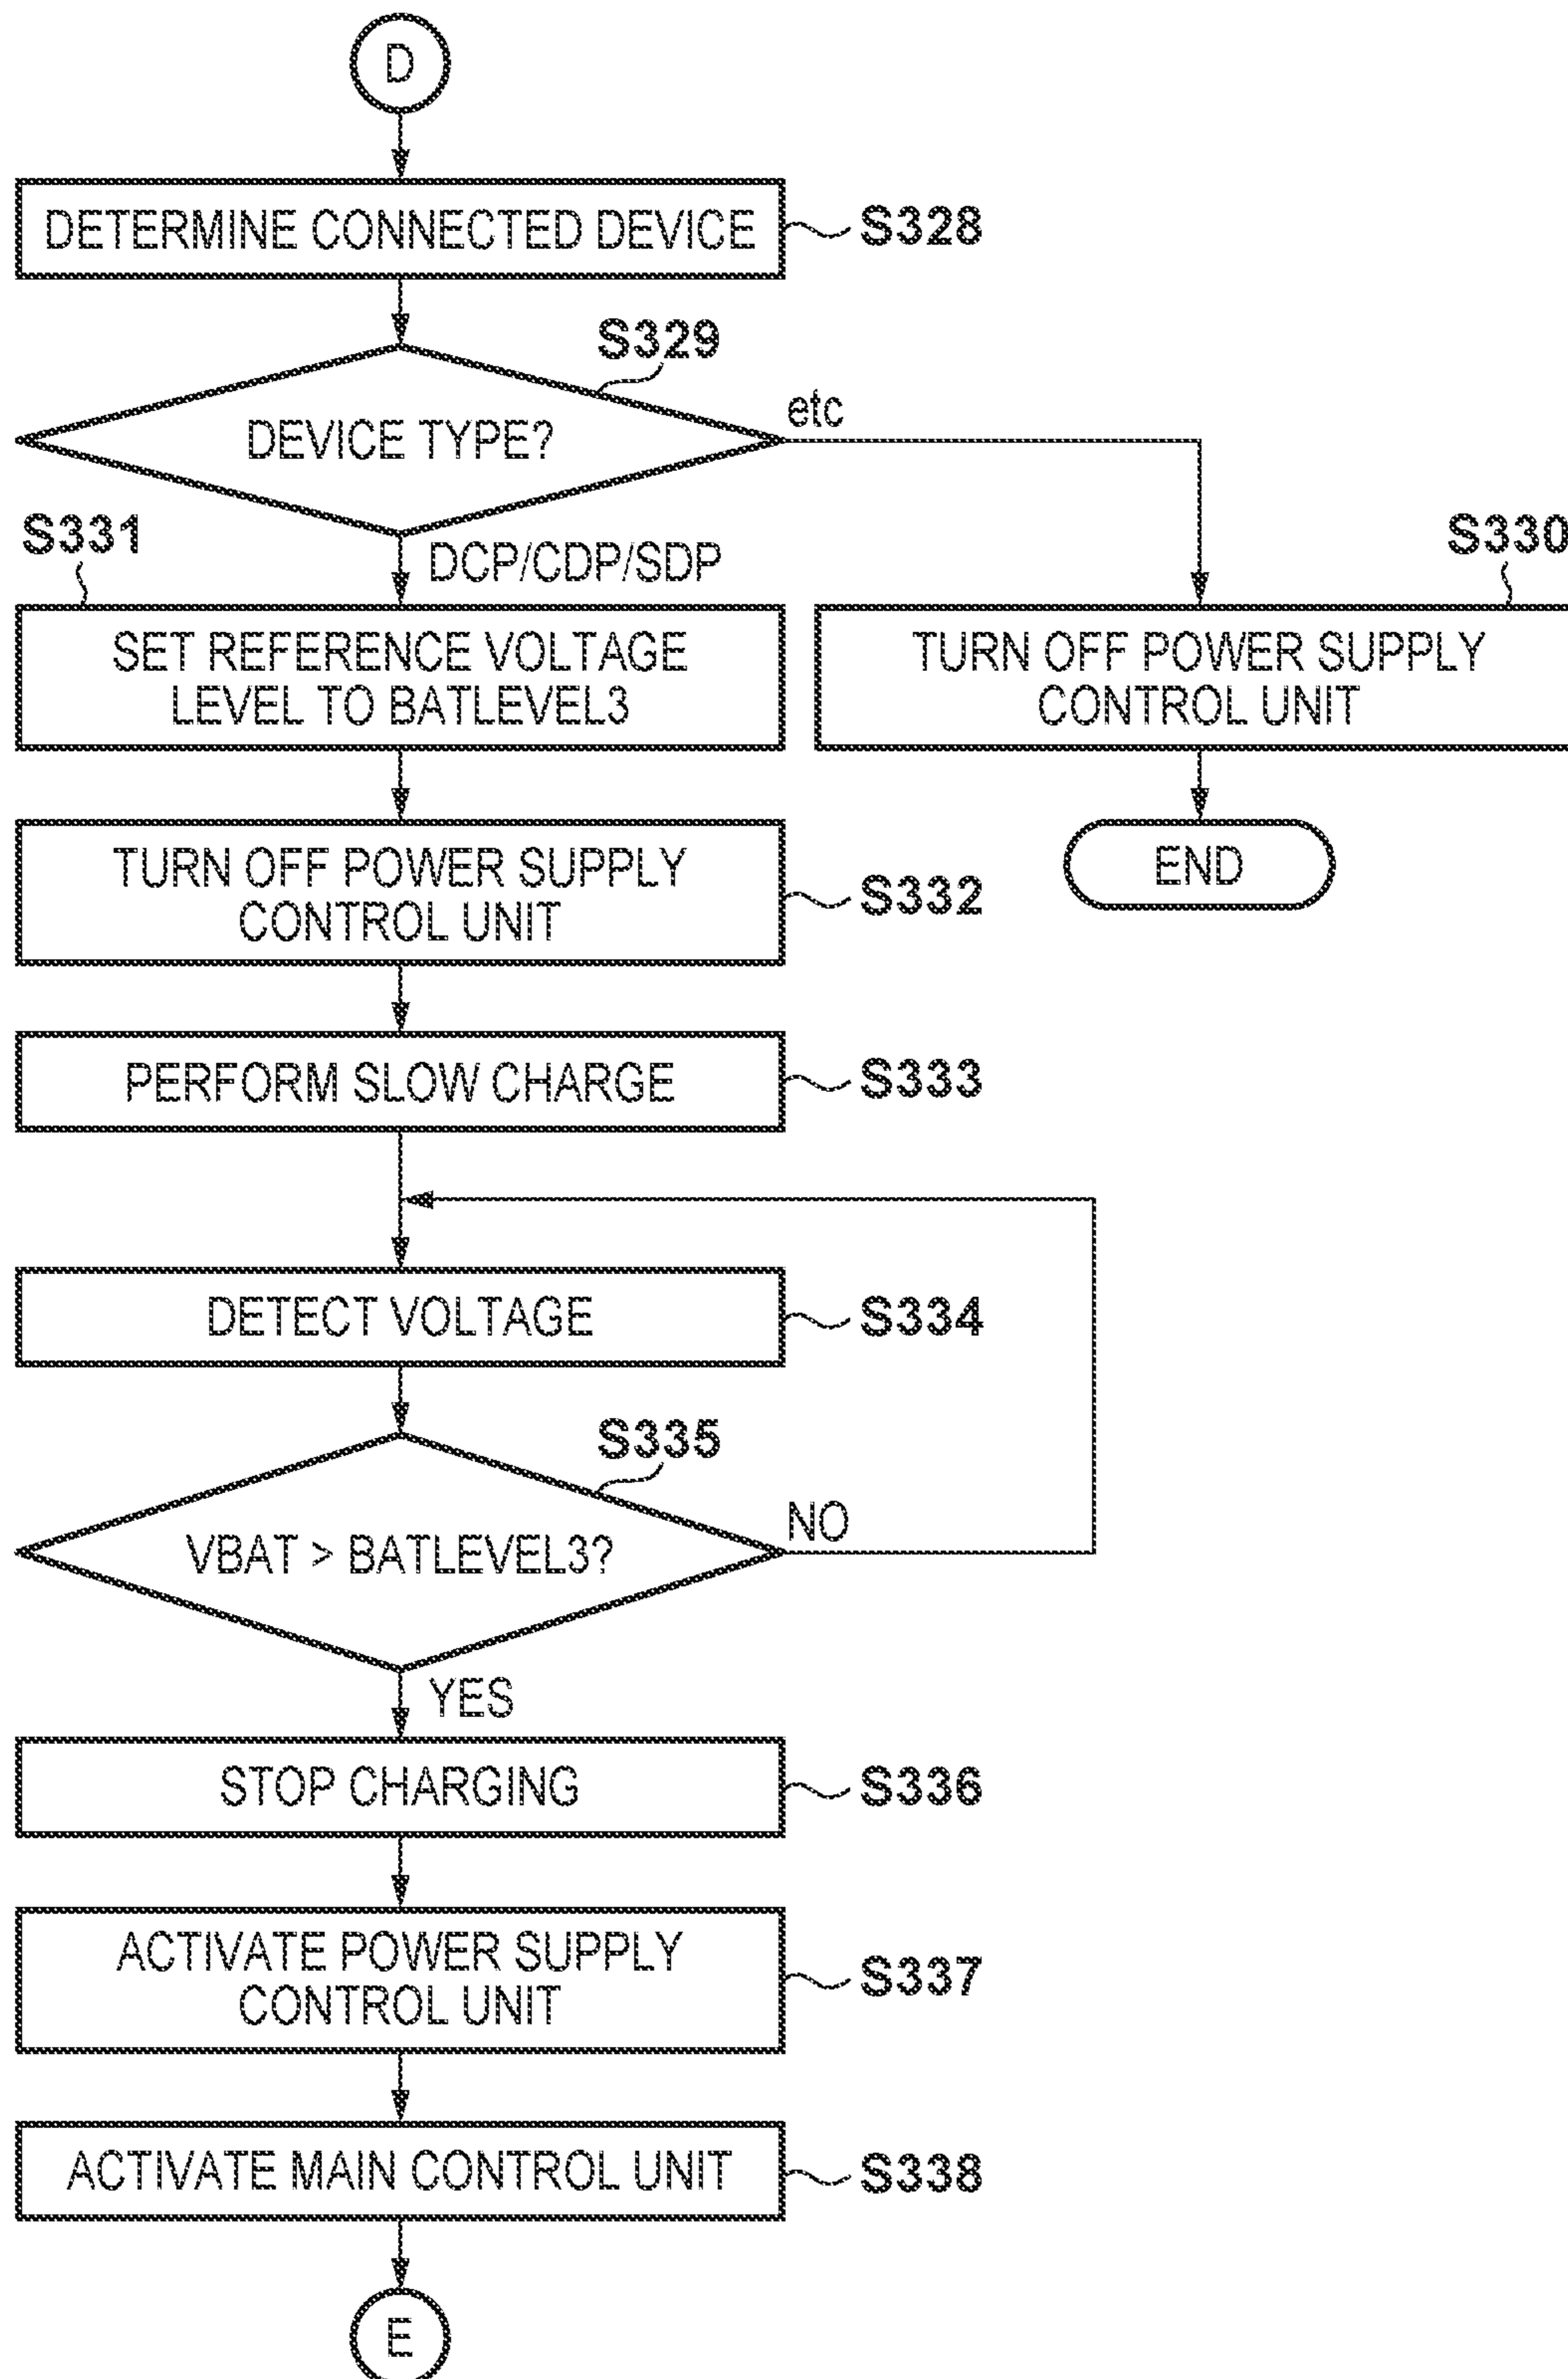 D
DETERMINE CONNECTED DEVICE
S328
S329
DEVICE TYPE?
etc
S331
DCP/CDP/SDP
S330
SET REFERENCE VOLTAGE
LEVEL TO BATLEVEL3
TURN OFF POWER SUPPLY
CONTROL UNIT
TURN OFF POWER SUPPLY
CONTROL UNIT
S332
END
PERFORM SLOW CHARGE
S333
DETECT VOLTAGE
S334
S335
VBAT > BATLEVEL3?
NO
YES
STOP CHARGING
S336
ACTIVATE POWER SUPPLY
CONTROL UNIT
S337
ACTIVATE MAIN CONTROL UNIT
S338
E